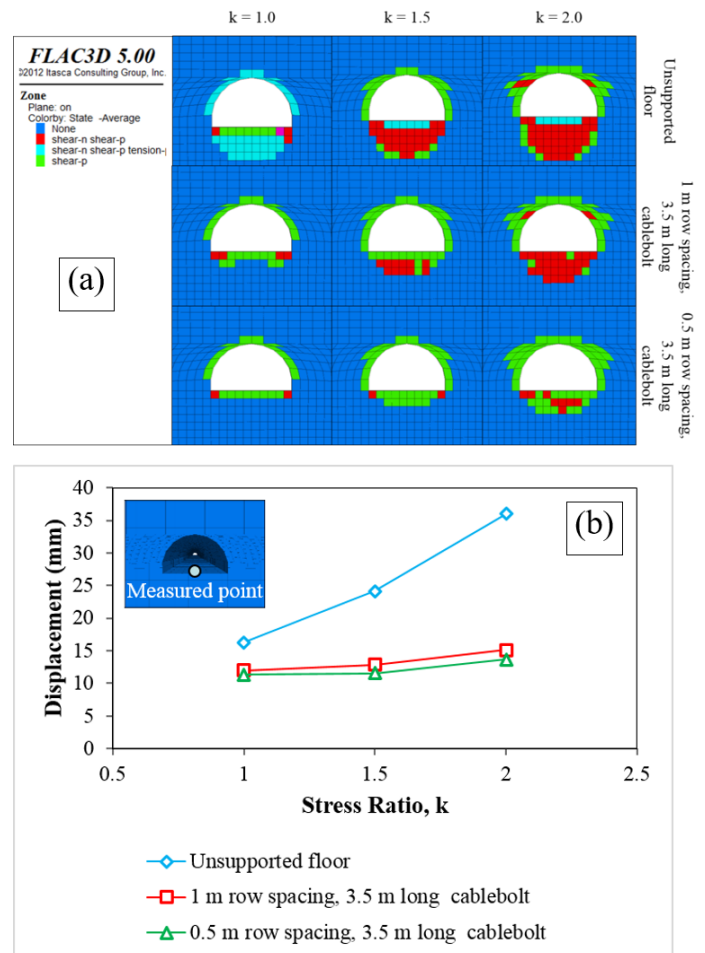 k = 1.0 k = 1.5 k = 2.0
FLAC3D 5.00
©2012 Itasca Consulting Group, Inc.
Zone
Plane: on
Colorby: State -Average
None
shear-n shear-p
shear-n shear-p tension-p
shear-p
Unsupported
floor
1 m row spacing,
3.5 m long
cablebolt
0.5 m row spacing,
3.5 m long
cablebolt
(a)
(b)
Measured point
Displacement (mm)
40
35
30
25
20
15
10
5
0
0.5 1 1.5 2 2.5
Stress Ratio, k
Unsupported floor
1 m row spacing, 3.5 m long cablebolt
0.5 m row spacing, 3.5 m long cablebolt